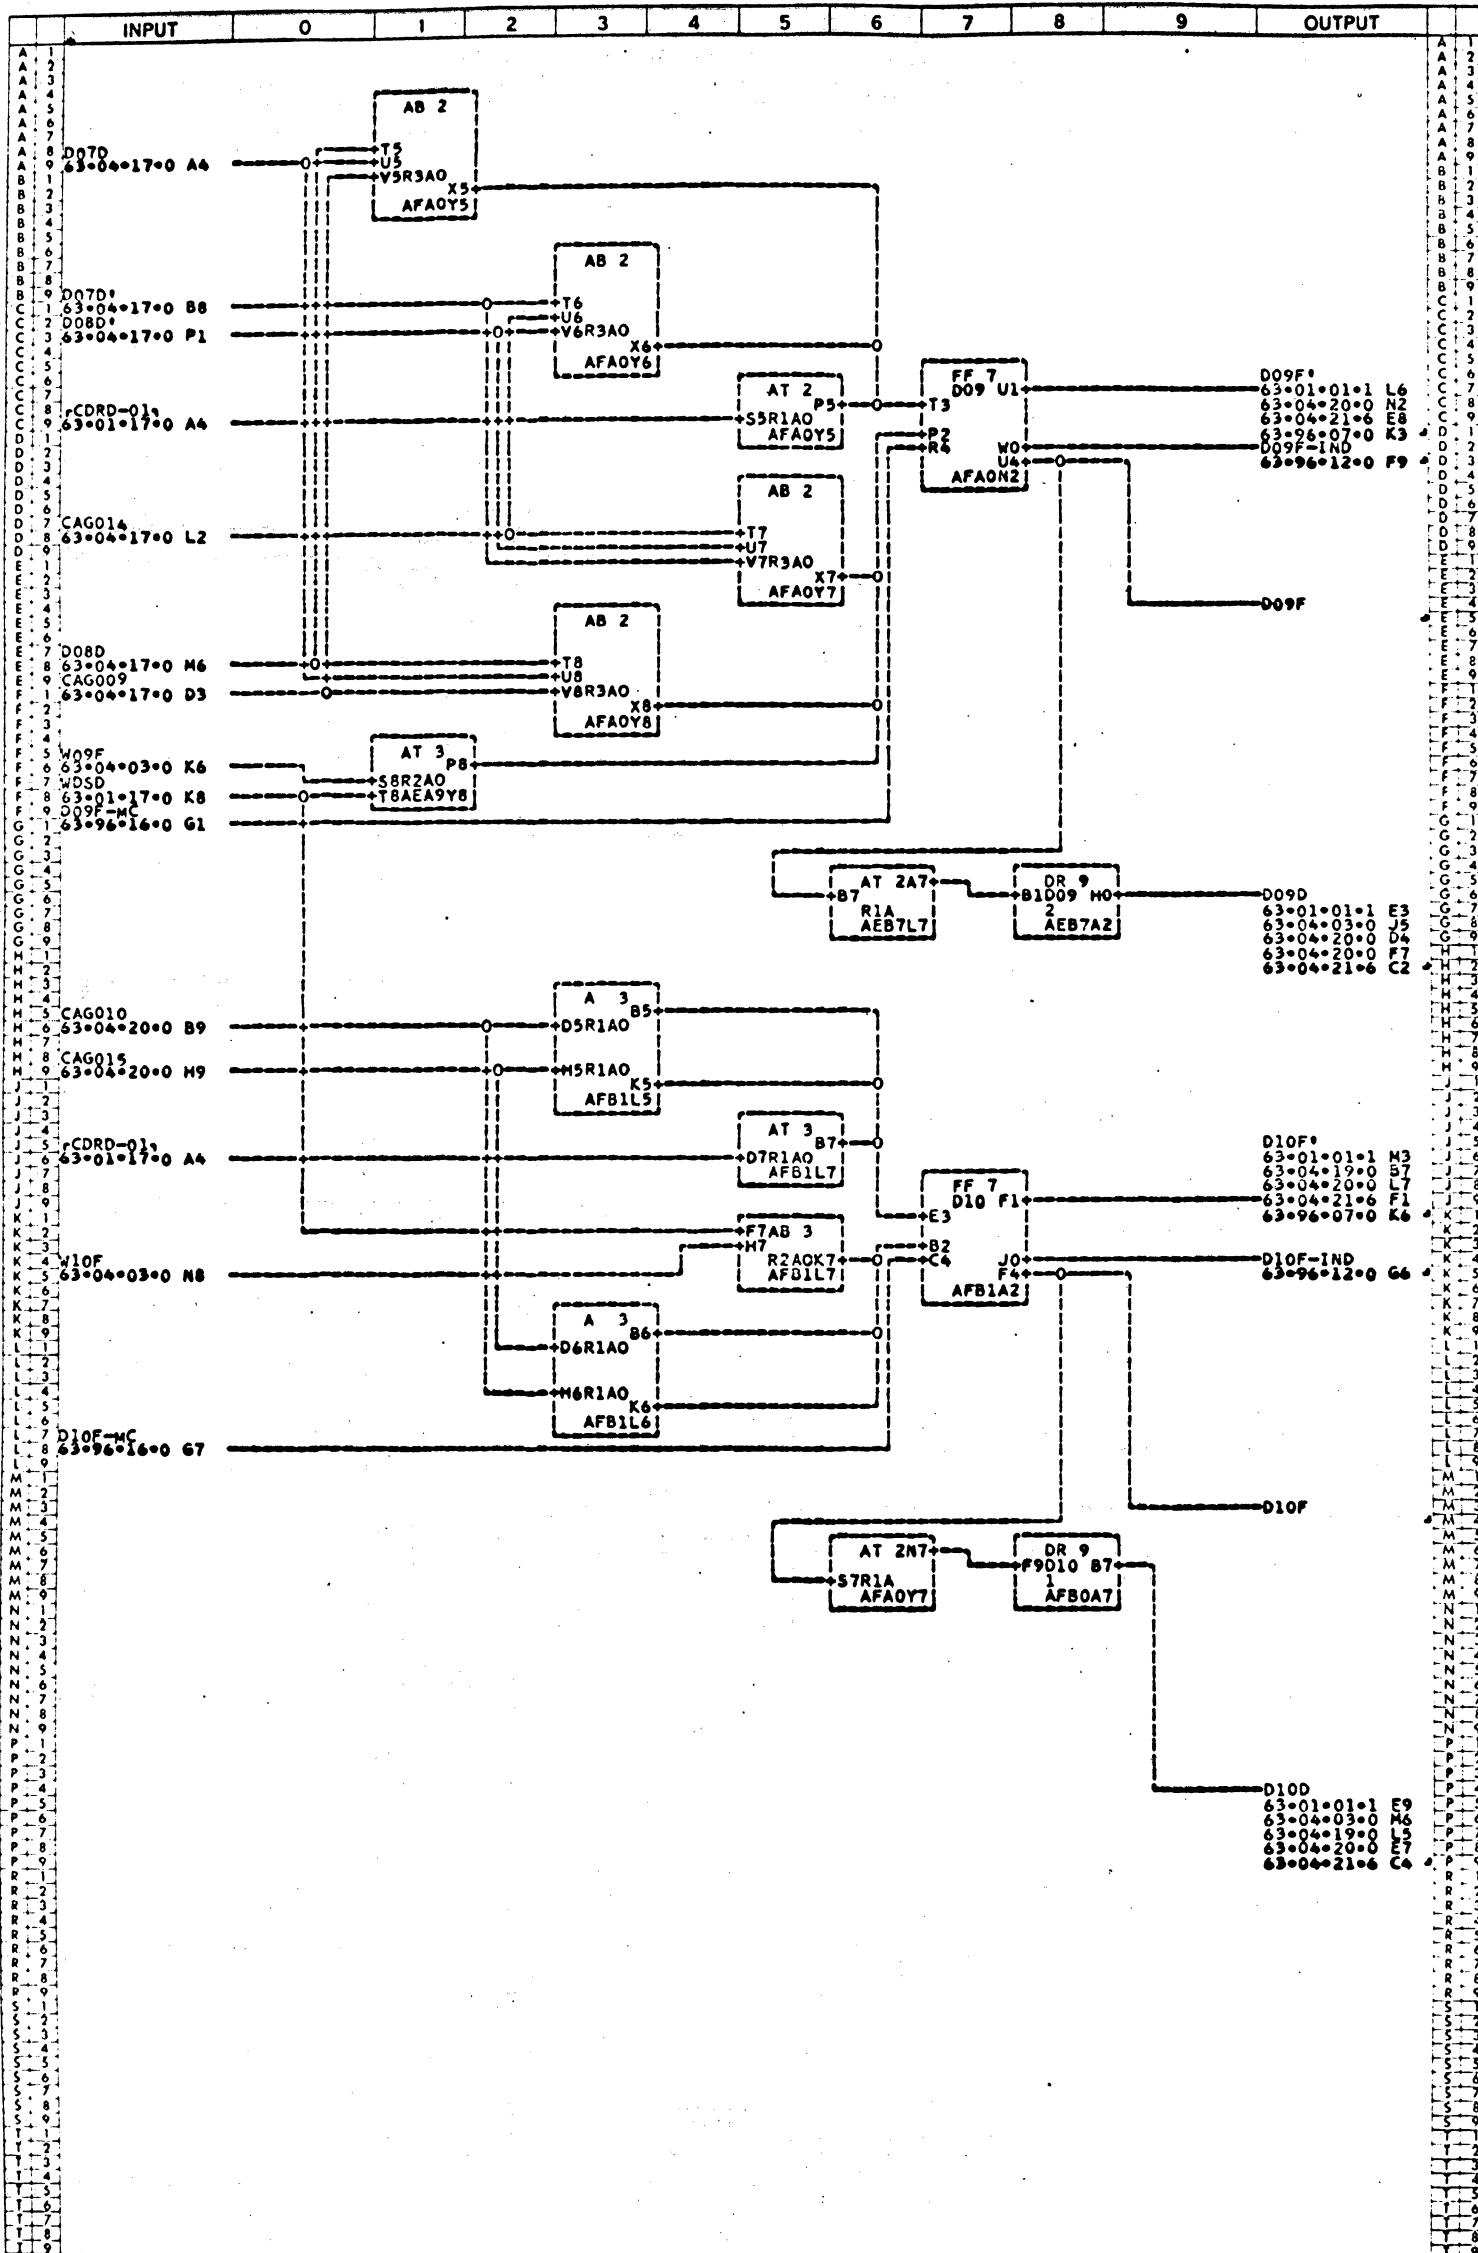 INPUT 0 1 2 3 4 5 6 7 8 9 OUTPUT
AB 2
D07D
63•04•17•0 A4
T5
U5
V5R3A0
X5
AFA0Y5
AB 2
D07D'
63•04•17•0 B8
D08D'
63•04•17•0 P1
T6
U6
V6R3A0
X6
AFA0Y6
FF 7
D09 U1
T3
P2
R4
W0
U4
AFA0N2
D09F'
63•01•01•1 L6
63•04•20•0 N2
63•04•21•6 E8
63•96•07•0 K3
D09F-IND
63•96•12•0 F9
AT 2
P5
S5R1A0
AFA0Y5
CDRD-01
63•01•17•0 A4
AB 2
CAG014
63•04•17•0 L2
T7
U7
V7R3A0
X7
AFA0Y7
D09F
AB 2
D08D
63•04•17•0 M6
CAG009
63•04•17•0 D3
T8
U8
V8R3A0
X8
AFA0Y8
W09F
63•04•03•0 K6
WDSD
63•01•17•0 K8
D09F-MC
63•96•16•0 G1
AT 3
P8
S8R2A0
T8AEA9Y8
AT 2A7
B7
R1A
AEB7L7
DR 9
B1D09 H0
2
AEB7A2
D09D
63•01•01•1 E3
63•04•03•0 J5
63•04•20•0 D4
63•04•20•0 F7
63•04•21•6 C2
CAG010
63•04•20•0 B9
CAG015
63•04•20•0 H9
A 3
B5
D5R1A0
H5R1A0
K5
AFB1L5
CDRD-01
63•01•17•0 A4
AT 3
B7
D7R1A0
AFB1L7
FF 7
D10 F1
E3
B2
C4
J0
F4
AFB1A2
D10F'
63•01•01•1 M3
63•04•19•0 B7
63•04•20•0 L7
63•04•21•6 F1
63•96•07•0 K6
D10F-IND
63•96•12•0 G6
F7AB 3
H7
R2A0K7
AFB1L7
W10F
63•04•03•0 N8
A 3
B6
D6R1A0
H6R1A0
K6
AFB1L6
D10F-MC
63•96•16•0 G7
D10F
AT 2N7
S7R1A
AFA0Y7
DR 9
F9D10 B7
1
AFB0A7
D10D
63•01•01•1 E9
63•04•03•0 M6
63•04•19•0 L5
63•04•20•0 E7
63•04•21•6 C4